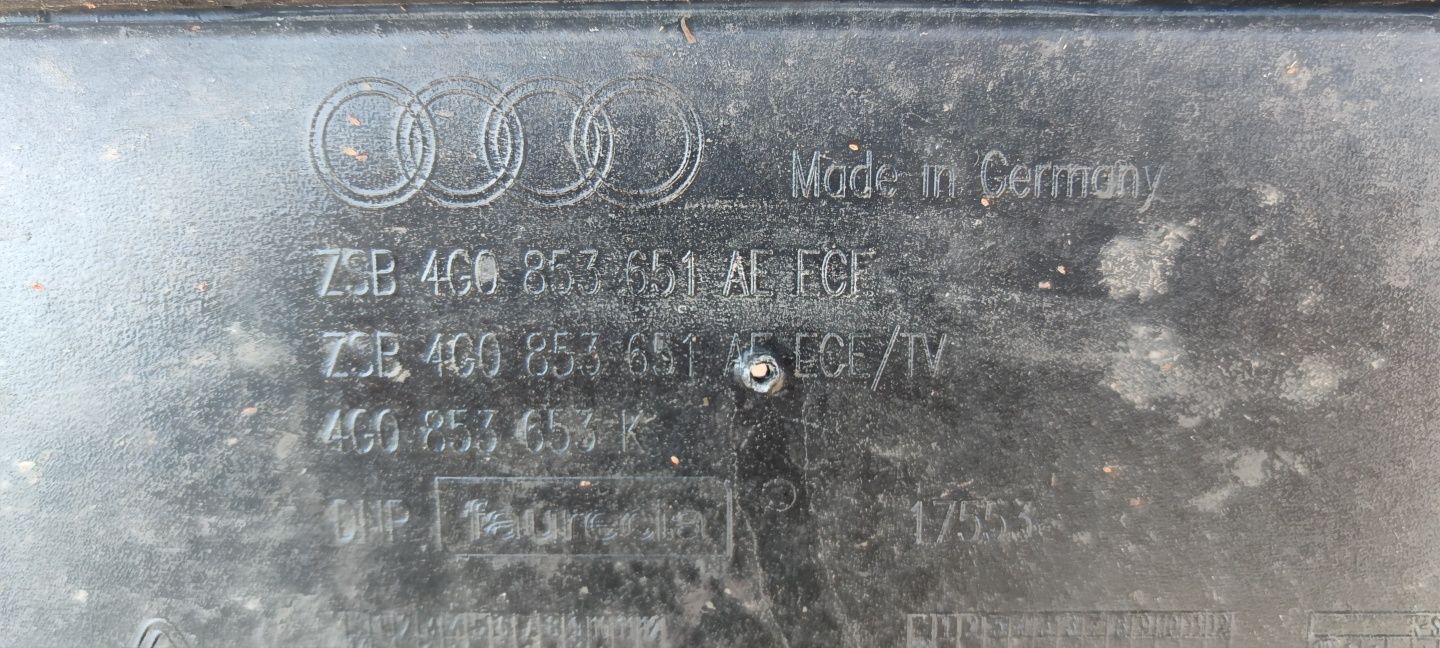 Made in Germany
ZSB 4G0 853 651 AE ECE
ZSB 4G0 853 651 AE ECE/TV
4G0 853 653 K
faurecia 17553